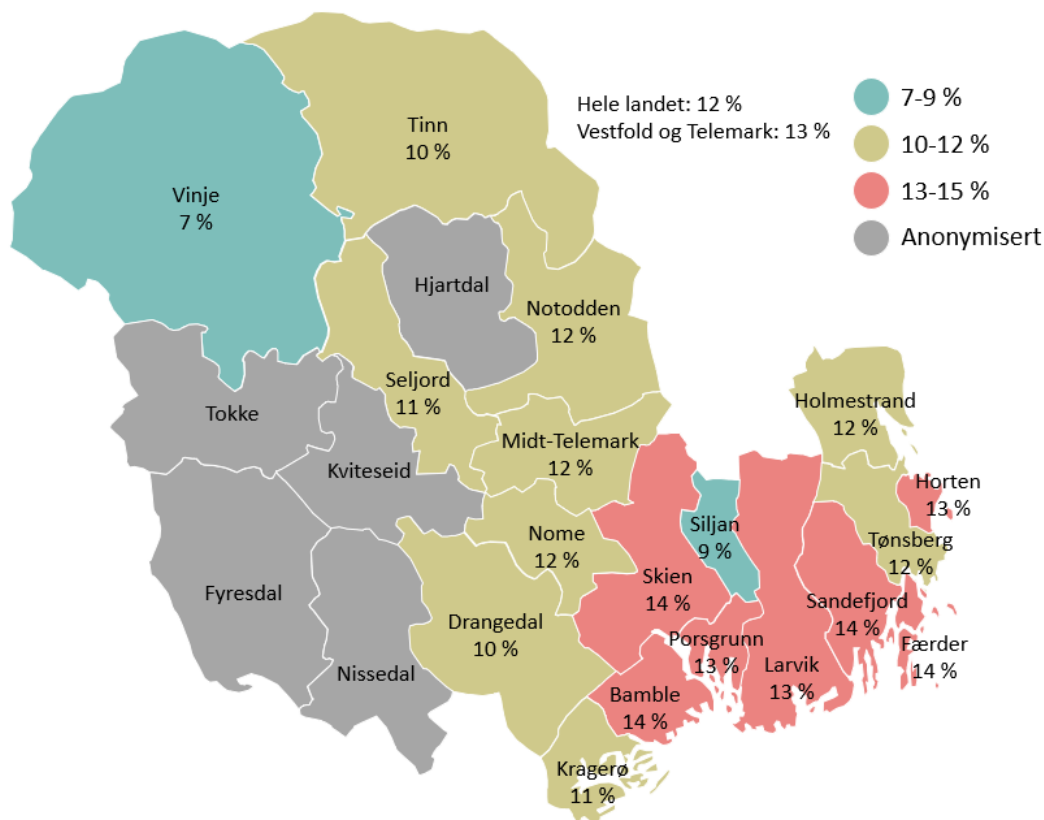 Hele landet: 12 %
Vestfold og Telemark: 13 %
7-9 %
10-12 %
13-15 %
Anonymisert
Tinn
10 %
Vinje
7 %
Hjartdal
Notodden
12 %
Seljord
11 %
Tokke
Holmestrand
12 %
Midt-Telemark
12 %
Kviteseid
Horten
13 %
Siljan
9 %
Nome
12 %
Tønsberg
12 %
Skien
14 %
Fyresdal
Sandefjord
14 %
Drangedal
10 %
Porsgrunn
13 %
Færder
14 %
Larvik
13 %
Nissedal
Bamble
14 %
Kragerø
11 %